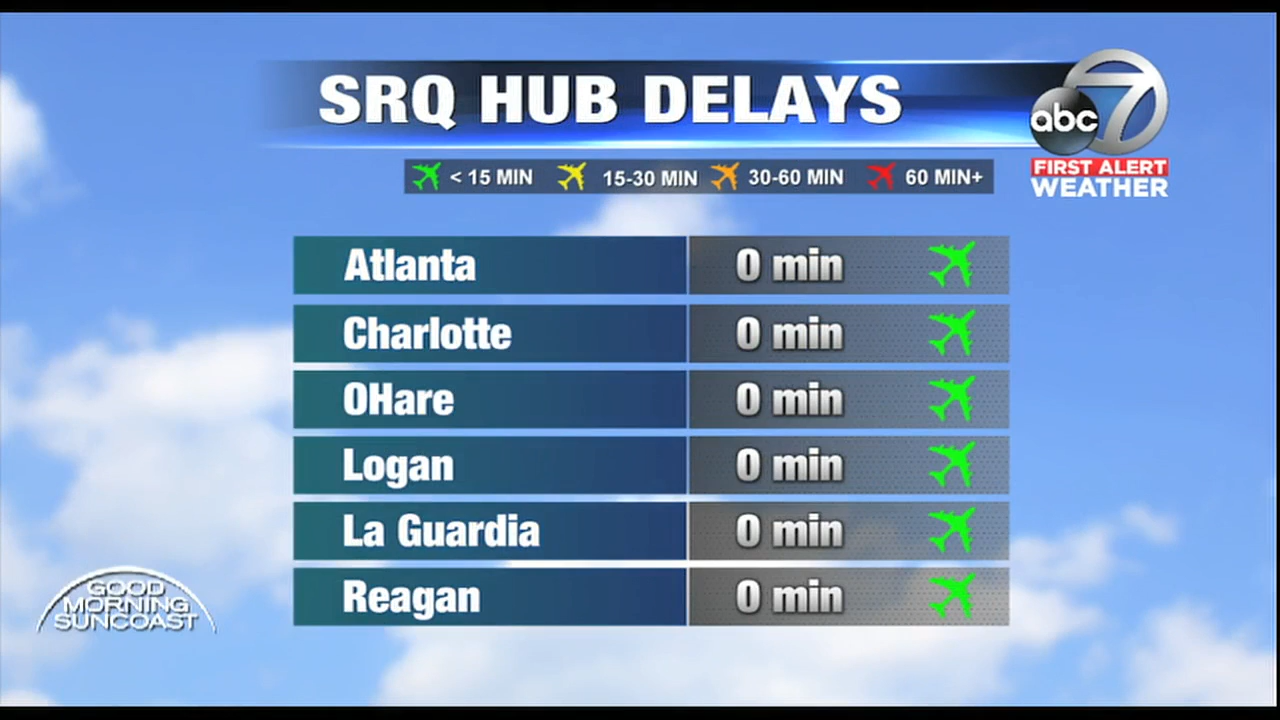 SRQ HUB DELAYS
abc 7
FIRST ALERT
WEATHER
< 15 MIN 15-30 MIN 30-60 MIN 60 MIN+
Atlanta 0 min
Charlotte 0 min
OHare 0 min
Logan 0 min
La Guardia 0 min
Reagan 0 min
GOOD
MORNING
SUNCOAST